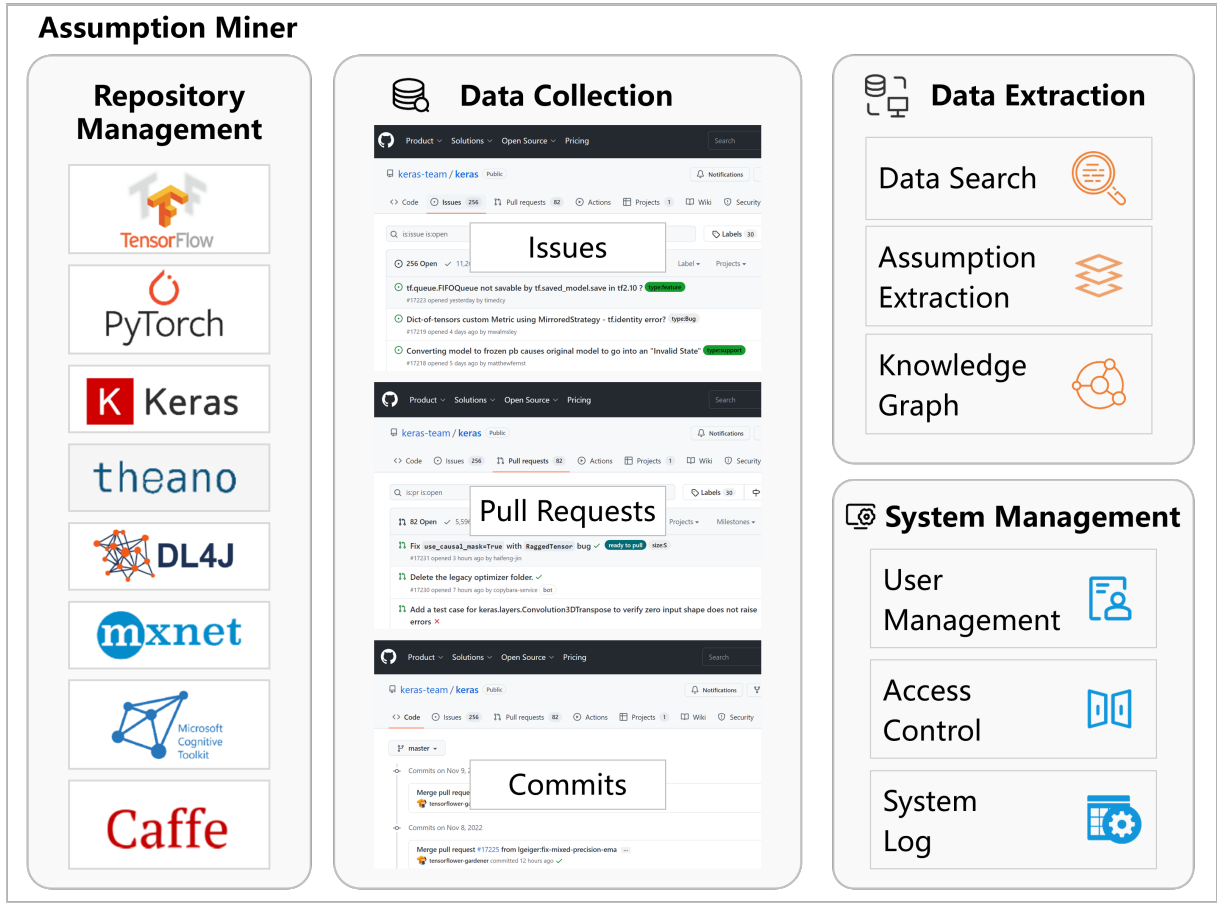 Assumption Miner
Repository
Management
TensorFlow
PyTorch
K Keras
theano
DL4J
mxnet
Microsoft
Cognitive
Toolkit
Caffe
Data Collection
Product Solutions Open Source Pricing Search
keras-team / keras Public Notifications
Code Issues 256 Pull requests 82 Actions Projects 1 Wiki Security
is:issue is:open Labels 30
Issues
256 Open Label Projects
tf.queue.FIFOQueue not savable by tf.saved_model.save in tf2.10 ? type:feature
#17223 opened yesterday by timedcy
Dict-of-tensors custom Metric using MirroredStrategy - tf.identity error? type:Bug
#17219 opened 4 days ago by mwalmsley
Converting model to frozen pb causes original model to go into an "Invalid State" type:support
#17218 opened 5 days ago by matthewfernst
Product Solutions Open Source Pricing Search
keras-team / keras Public Notifications
Code Issues 256 Pull requests 82 Actions Projects 1 Wiki Security
is:pr is:open Labels 30
Pull Requests
82 Open Projects Milestones
Fix use_causal_mask=True with RaggedTensor bug ready to pull size:S
#17231 opened 3 hours ago by haifeng-jin
Delete the legacy optimizer folder.
#17230 opened 7 hours ago by copybara-service bot
Add a test case for keras.layers.Convolution3DTranspose to verify zero input shape does not raise
errors
Product Solutions Open Source Pricing Search
keras-team / keras Public Notifications
Code Issues 256 Pull requests 82 Actions Projects 1 Wiki Security
master
Commits on Nov 9, 2
Commits
Merge pull reque
tensorflower-ga
Commits on Nov 8, 2022
Merge pull request #17225 from lgeiger:fix-mixed-precision-ema ...
tensorflower-gardener committed 12 hours ago
Data Extraction
Data Search
Assumption
Extraction
Knowledge
Graph
System Management
User
Management
Access
Control
System
Log